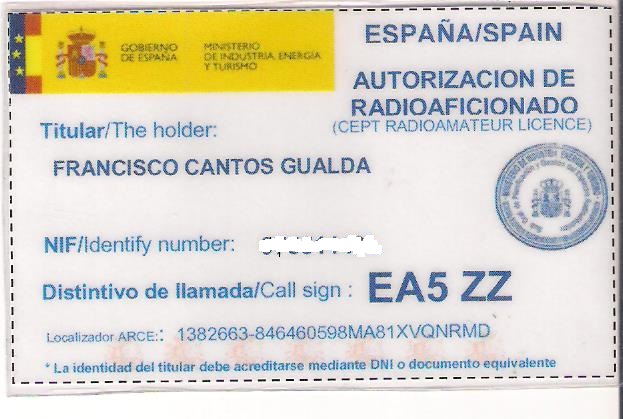 GOBIERNO
DE ESPAÑA
MINISTERIO
DE INDUSTRIA, ENERGÍA
Y TURISMO
ESPAÑA/SPAIN
AUTORIZACION DE
RADIOAFICIONADO
(CEPT RADIOAMATEUR LICENCE)
Titular/The holder:
FRANCISCO CANTOS GUALDA
NIF/Identify number:
Distintivo de llamada/Call sign : EA5 ZZ
Localizador ARCE:: 1382663-846460598MA81XVQNRMD
* La identidad del titular debe acreditarse mediante DNI o documento equivalente